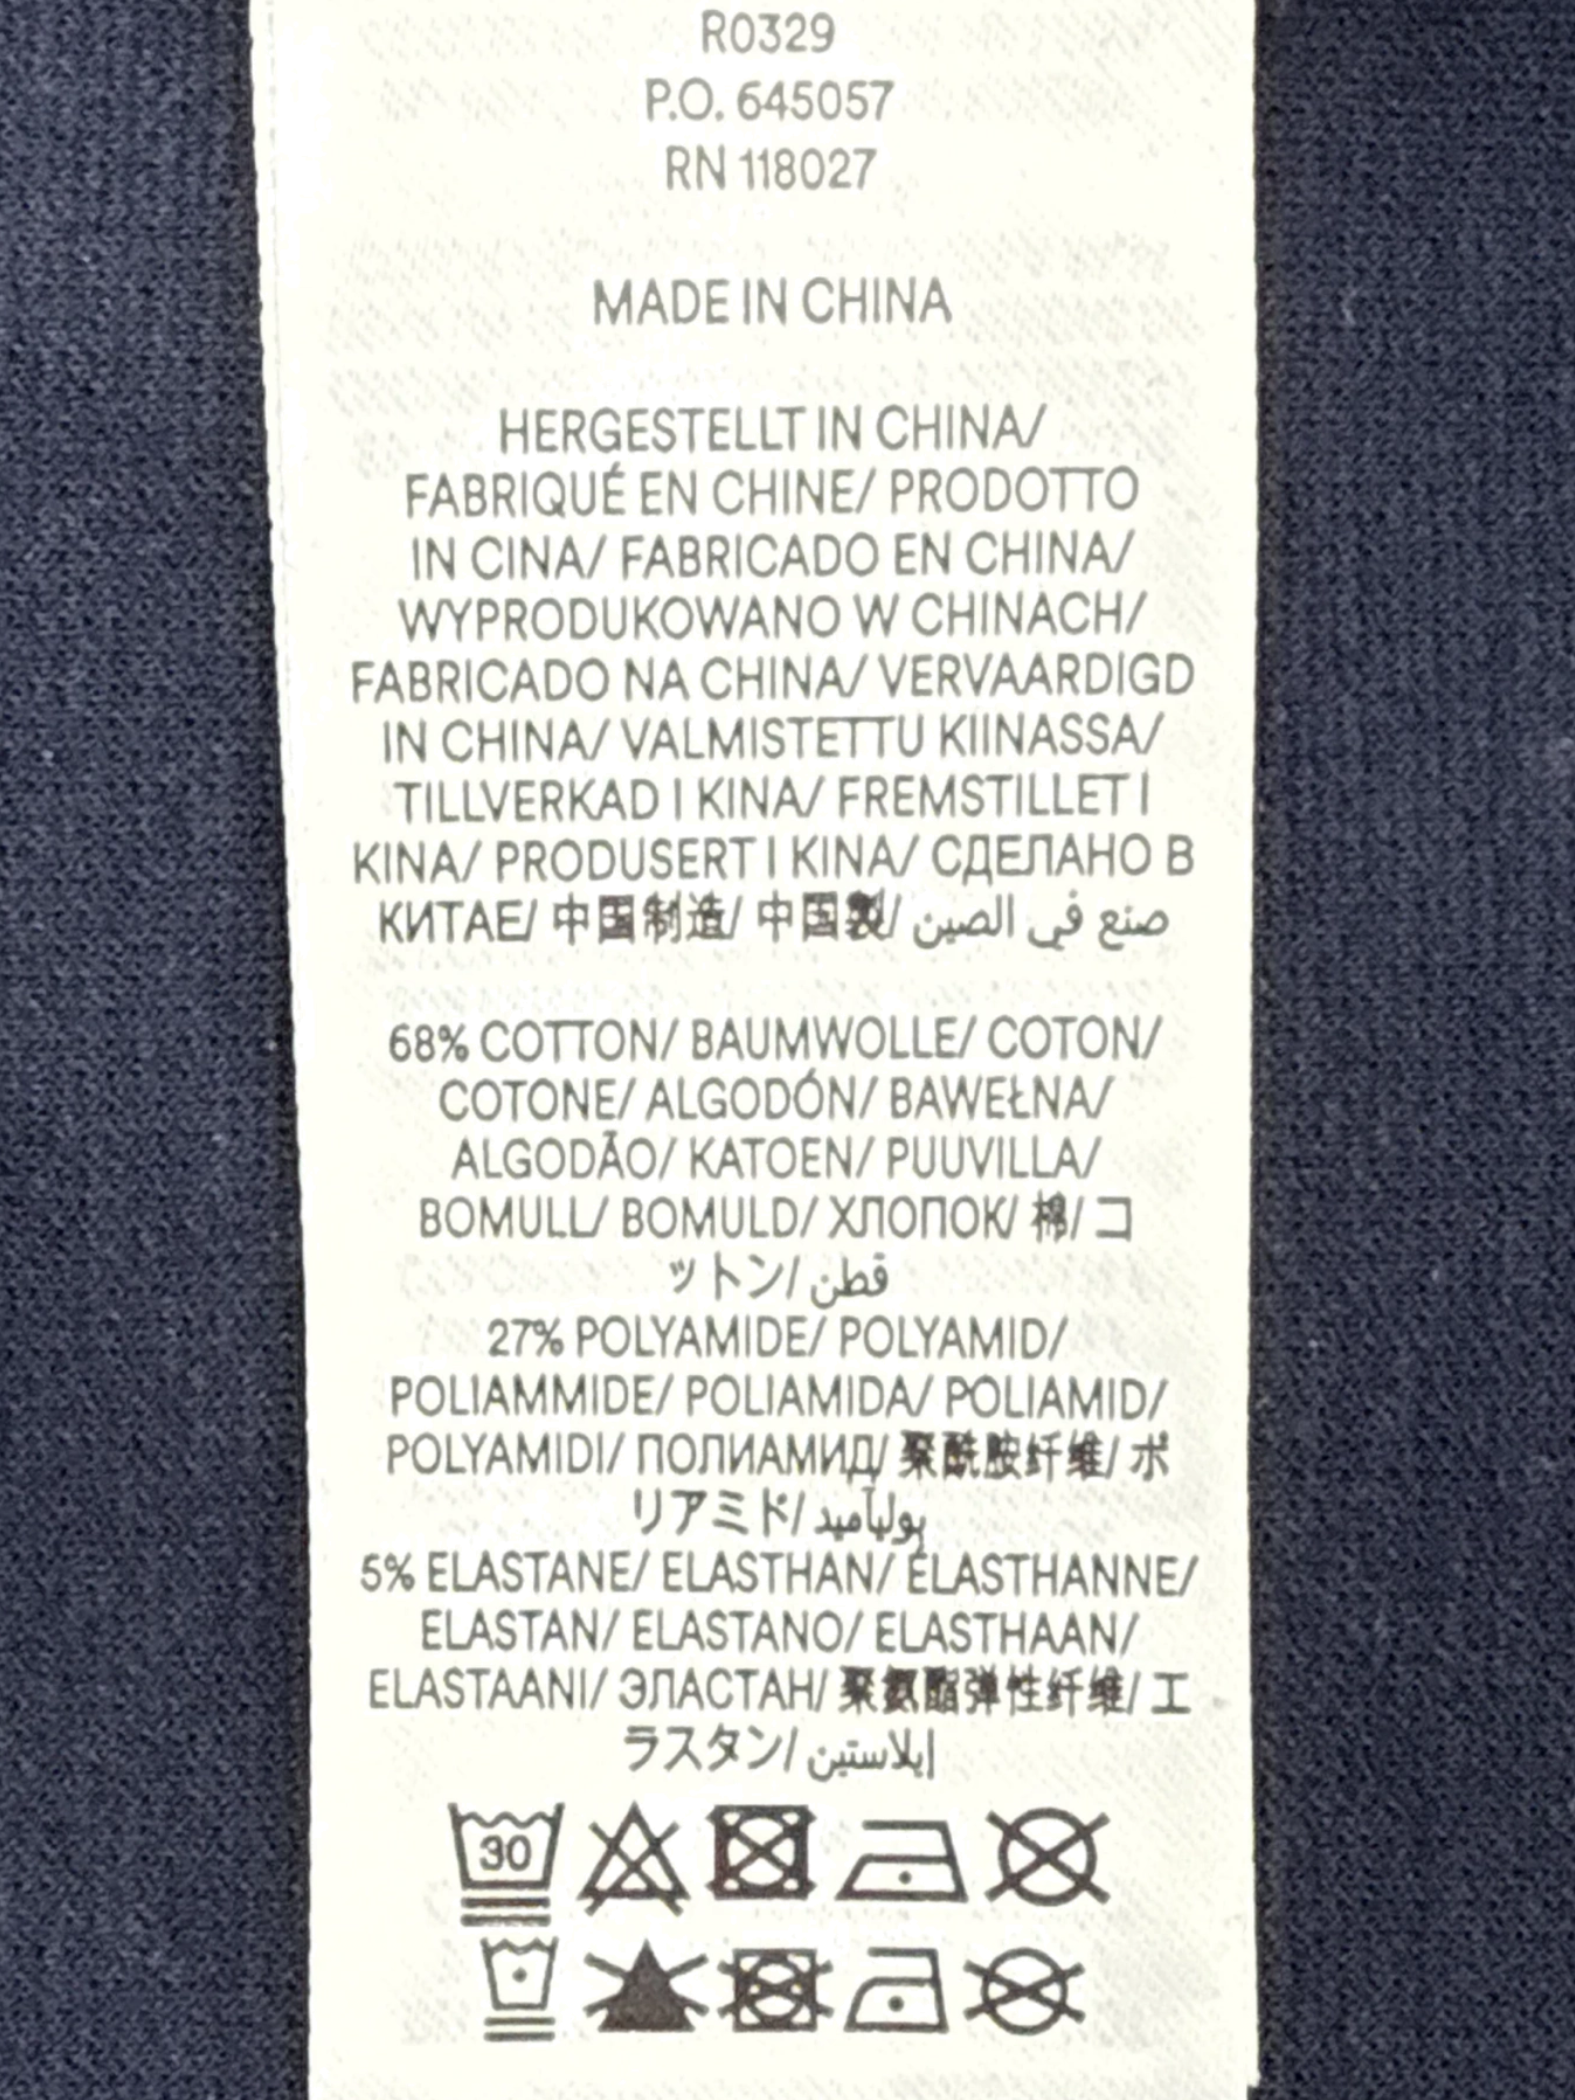 R0329
P.O. 645057
RN 118027
MADE IN CHINA
HERGESTELLT IN CHINA/
FABRIQUÉ EN CHINE/ PRODOTTO
IN CINA/ FABRICADO EN CHINA/
WYPRODUKOWANO W CHINACH/
FABRICADO NA CHINA/ VERVAARDIGD
IN CHINA/ VALMISTETTU KIINASSA/
TILLVERKAD I KINA/ FREMSTILLET I
KINA/ PRODUSERT I KINA/ СДЕЛАНО В
КИТАЕ/ 中国制造/ 中国製/ صنع في الصين
68% COTTON/ BAUMWOLLE/ COTON/
COTONE/ ALGODÓN/ BAWEŁNA/
ALGODÃO/ KATOEN/ PUUVILLA/
BOMULL/ BOMULD/ ХЛОПОК/ 棉/ コ
ットン/ قطن
27% POLYAMIDE/ POLYAMID/
POLIAMMIDE/ POLIAMIDA/ POLIAMID/
POLYAMIDI/ ПОЛИАМИД/ 聚酰胺纤维/ ポ
リアミド/ بولیآمید
5% ELASTANE/ ELASTHAN/ ÉLASTHANNE/
ELASTAN/ ELASTANO/ ELASTHAAN/
ELASTAANI/ ЭЛАСТАН/ 聚氨酯弹性纤维/ エ
ラスタン/ إيلاستين
30